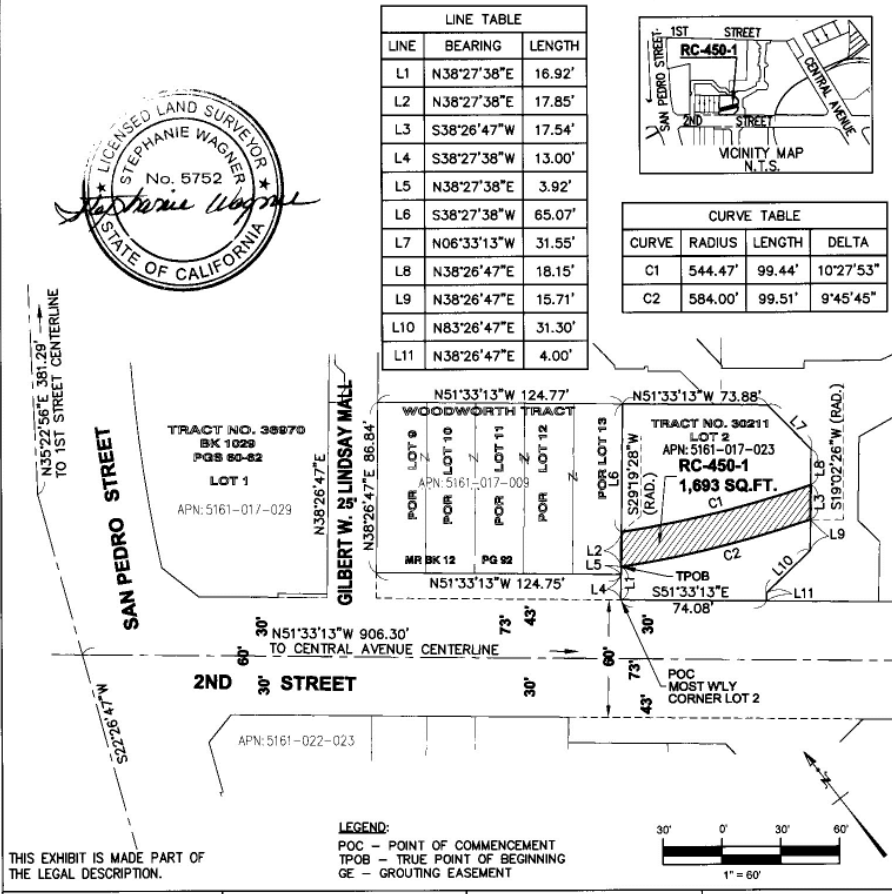 LINE TABLE
LINE BEARING LENGTH
L1 N38°27'38"E 16.92'
L2 N38°27'38"E 17.85'
L3 S38°26'47"W 17.54'
L4 S38°27'38"W 13.00'
L5 N38°27'38"E 3.92'
L6 S38°27'38"W 65.07'
L7 N06°33'13"W 31.55'
L8 N38°26'47"E 18.15'
L9 N38°26'47"E 15.71'
L10 N83°26'47"E 31.30'
L11 N38°26'47"E 4.00'
1ST STREET
RC-450-1
SAN PEDRO STREET
CENTRAL AVENUE
2ND STREET
VICINITY MAP
N.T.S.
CURVE TABLE
CURVE RADIUS LENGTH DELTA
C1 544.47' 99.44' 10°27'53"
C2 584.00' 99.51' 9°45'45"
LICENSED LAND SURVEYOR
STEPHANIE WAGNER
No. 5752
Stephanie Wagner
STATE OF CALIFORNIA
N35°22'56"E 381.29'
TO 1ST STREET CENTERLINE
SAN PEDRO STREET
TRACT NO. 36970
BK 1029
PGS 60-62
LOT 1
APN: 5161-017-029
N38°26'47"E
GILBERT W. 25' LINDSAY MALL
N38°26'47"E 86.84'
N51°33'13"W 124.77'
WOODWORTH TRACT
POR LOT 9
POR LOT 10
POR LOT 11
POR LOT 12
POR LOT 13
APN: 5161-017-009
MR BK 12 PG 92
N51°33'13"W 124.75'
N51°33'13"W 73.88'
TRACT NO. 30211
LOT 2
APN: 5161-017-023
RC-450-1
1,693 SQ.FT.
L6
S29°19'28"W
(RAD.)
C1
C2
L7
L8
L3
S19°02'26"W (RAD.)
L9
L10
L11
L2
L5
L4
L1
TPOB
S51°33'13"E
74.08'
N51°33'13"W 906.30'
TO CENTRAL AVENUE CENTERLINE
30'
60'
30'
73'
43'
30'
60'
30'
73'
43'
2ND STREET
POC
MOST W'LY
CORNER LOT 2
S22°26'47"W
APN: 5161-022-023
N
THIS EXHIBIT IS MADE PART OF
THE LEGAL DESCRIPTION.
LEGEND:
POC – POINT OF COMMENCEMENT
TPOB – TRUE POINT OF BEGINNING
GE – GROUTING EASEMENT
30' 0' 30' 60'
1" = 60'